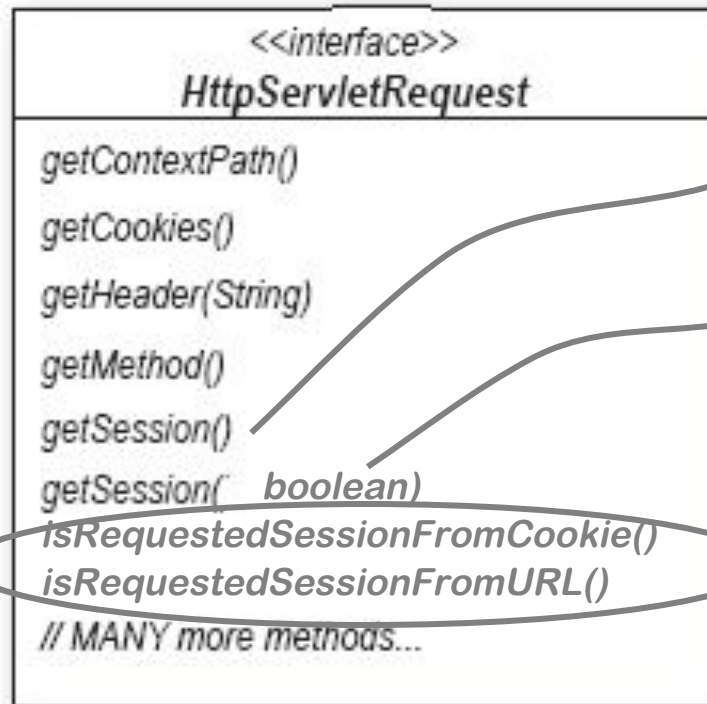 <<interface>>
HttpServletRequest
getContextPath()
getCookies()
getHeader(String)
getMethod()
getSession()
getSession( boolean)
isRequestedSessionFromCookie()
isRequestedSessionFromURL()
// MANY more methods...